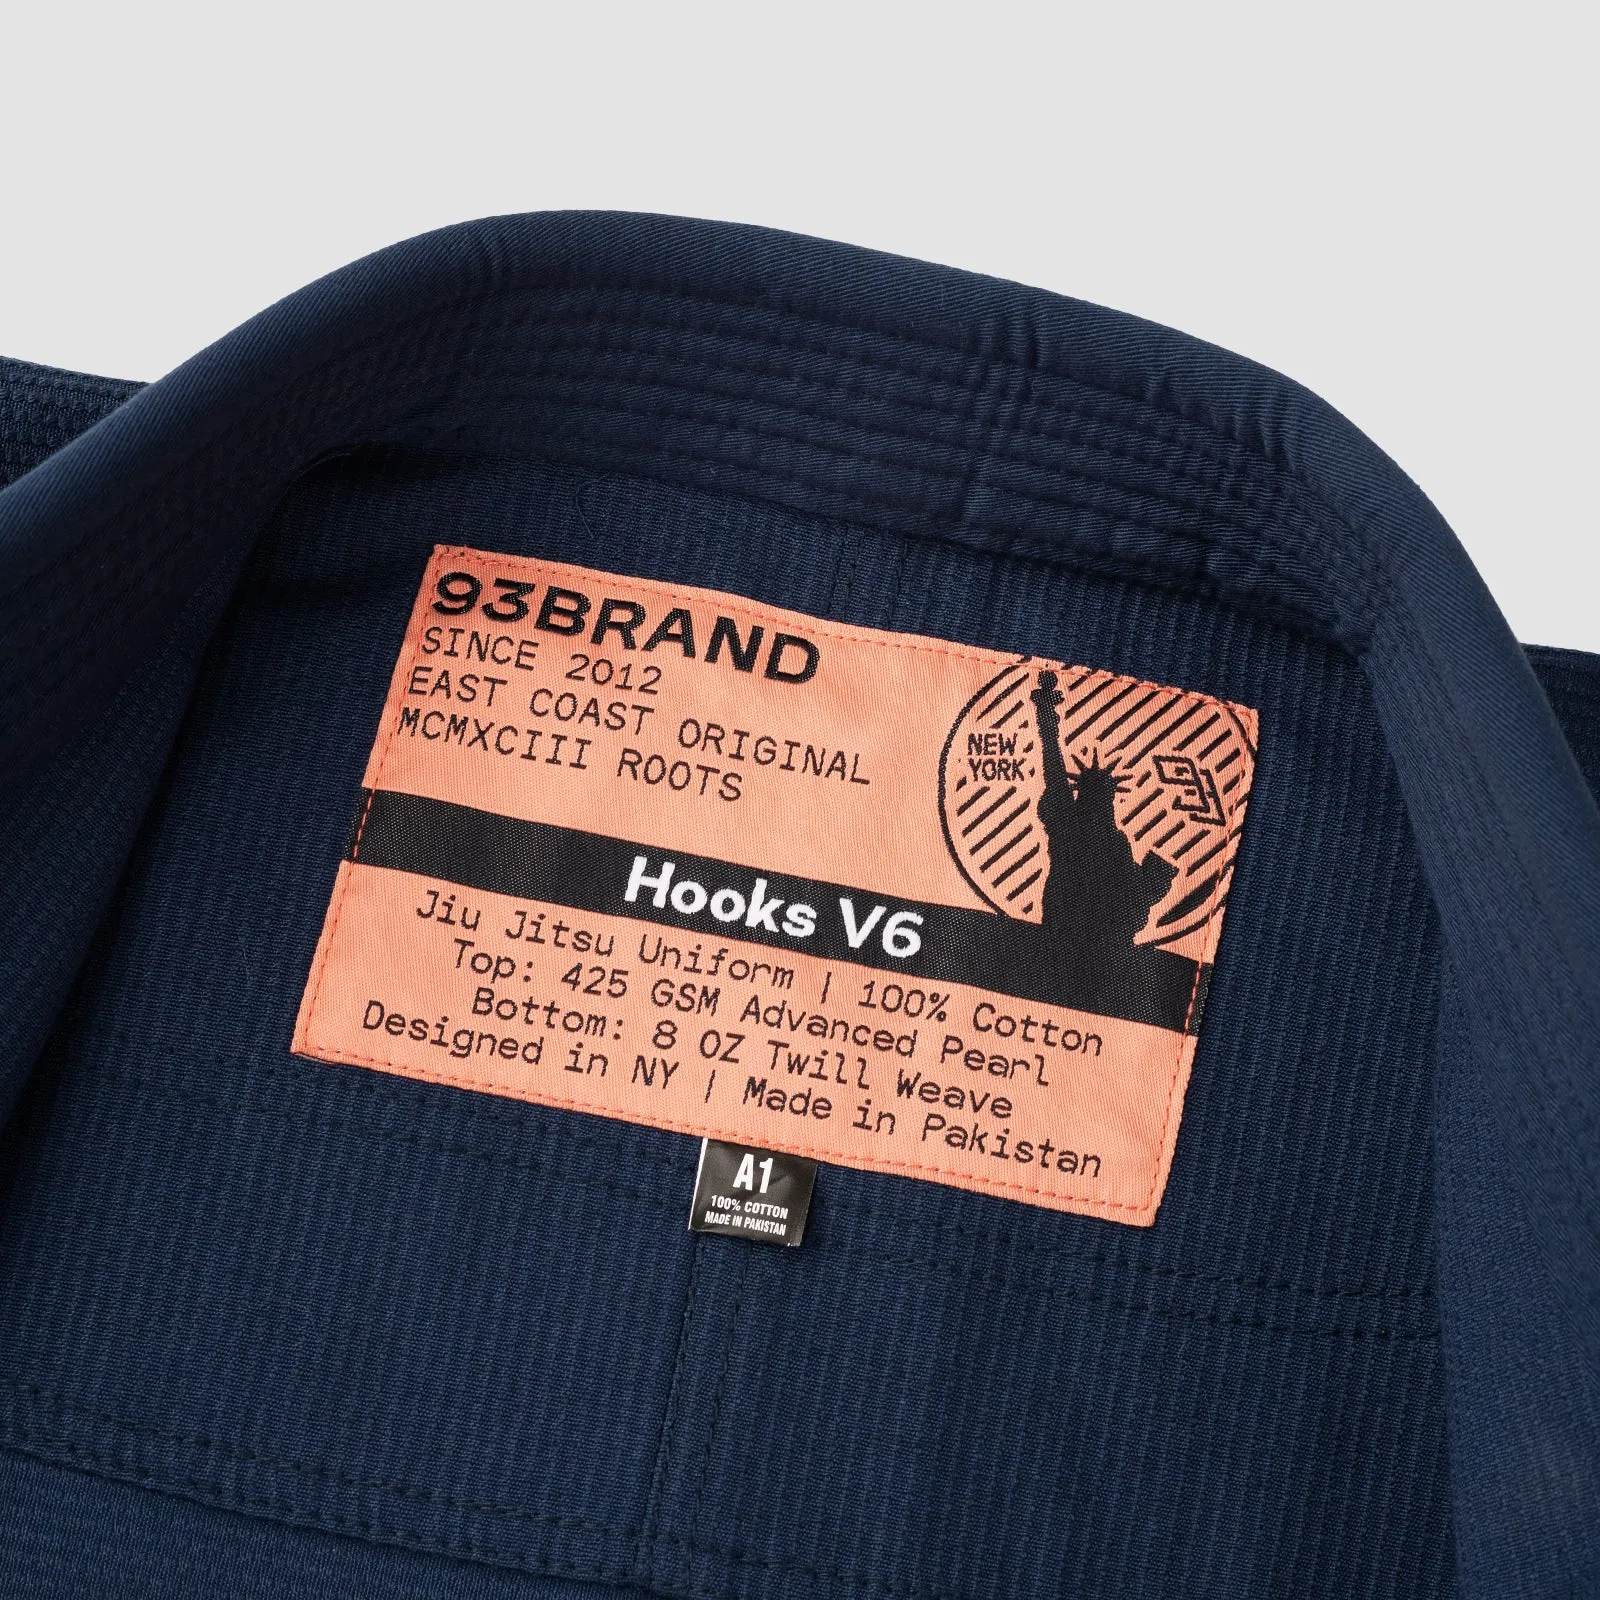 93BRAND
SINCE 2012
EAST COAST ORIGINAL
MCMXCIII ROOTS
NEW
YORK
93
Hooks V6
Jiu Jitsu Uniform | 100% Cotton
Top: 425 GSM Advanced Pearl
Bottom: 8 OZ Twill Weave
Designed in NY | Made in Pakistan
A1
100% COTTON
MADE IN PAKISTAN